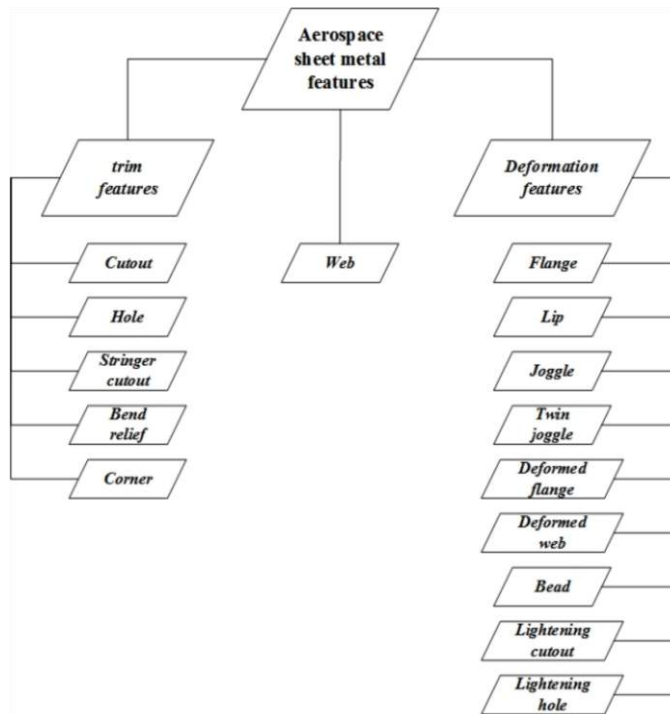 Aerospace
sheet metal
features
trim
features
Deformation
features
Cutout
Web
Flange
Hole
Lip
Stringer
cutout
Joggle
Bend
relief
Twin
joggle
Corner
Deformed
flange
Deformed
web
Bead
Lightening
cutout
Lightening
hole